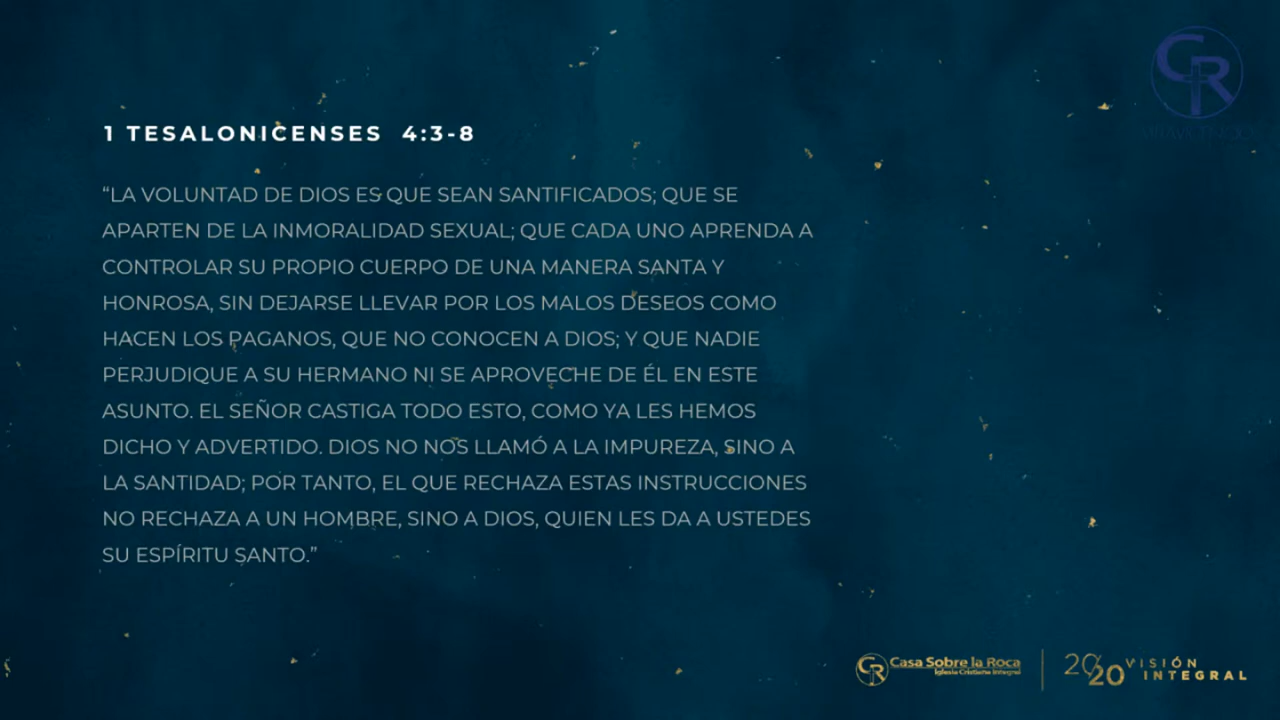 1 TESALONICENSES 4:3-8
“LA VOLUNTAD DE DIOS ES QUE SEAN SANTIFICADOS; QUE SE
APARTEN DE LA INMORALIDAD SEXUAL; QUE CADA UNO APRENDA A
CONTROLAR SU PROPIO CUERPO DE UNA MANERA SANTA Y
HONROSA, SIN DEJARSE LLEVAR POR LOS MALOS DESEOS COMO
HACEN LOS PAGANOS, QUE NO CONOCEN A DIOS; Y QUE NADIE
PERJUDIQUE A SU HERMANO NI SE APROVECHE DE ÉL EN ESTE
ASUNTO. EL SEÑOR CASTIGA TODO ESTO, COMO YA LES HEMOS
DICHO Y ADVERTIDO. DIOS NO NOS LLAMÓ A LA IMPUREZA, SINO A
LA SANTIDAD; POR TANTO, EL QUE RECHAZA ESTAS INSTRUCCIONES
NO RECHAZA A UN HOMBRE, SINO A DIOS, QUIEN LES DA A USTEDES
SU ESPÍRITU SANTO.”
CR
CR Casa Sobre la Roca
Iglesia Cristiana Integral
2020 VISIÓN
INTEGRAL